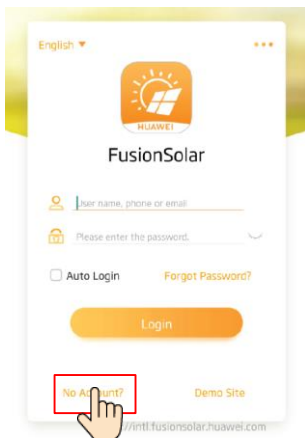 English ▼
HUAWEI
FusionSolar
User name, phone or email
Please enter the password.
Auto Login Forgot Password?
Login
No Account? Demo Site
//intl.fusionsolar.huawei.com